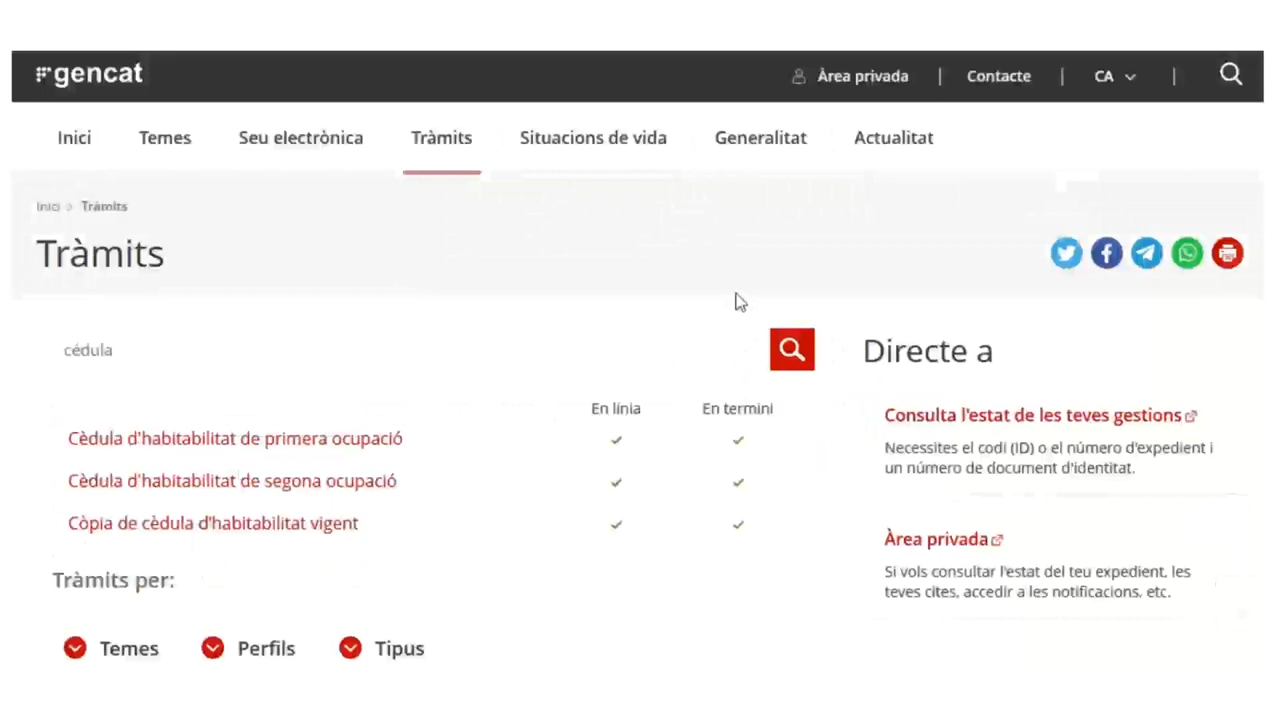 gencat
Àrea privada | Contacte | CA |
Inici Temes Seu electrònica Tràmits Situacions de vida Generalitat Actualitat
Inici > Tràmits
Tràmits
cédula
Directe a
En línia En termini
Consulta l'estat de les teves gestions
Cèdula d'habitabilitat de primera ocupació
Necessites el codi (ID) o el número d'expedient i
un número de document d'identitat.
Cèdula d'habitabilitat de segona ocupació
Còpia de cèdula d'habitabilitat vigent
Àrea privada
Si vols consultar l'estat del teu expedient, les
teves cites, accedir a les notificacions, etc.
Tràmits per:
Temes Perfils Tipus